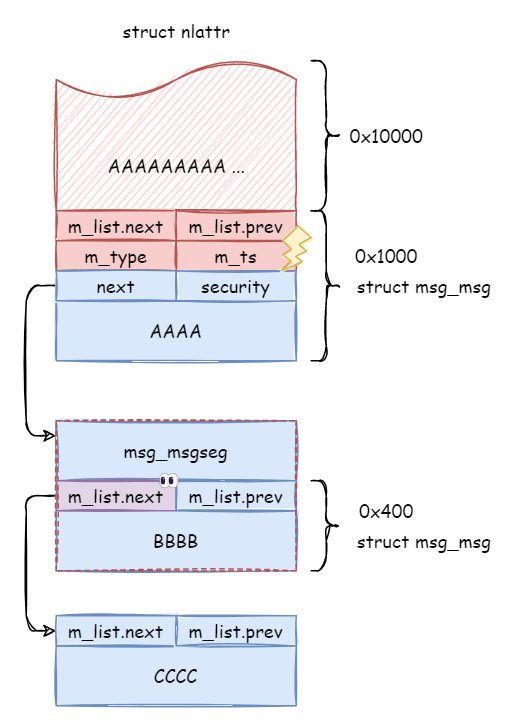 struct nlattr
0x10000
AAAAAAAAA ...
m_list.next m_list.prev
m_type m_ts
0x1000
struct msg_msg
next security
AAAA
msg_msgseg
m_list.next m_list.prev
0x400
struct msg_msg
BBBB
m_list.next m_list.prev
CCCC